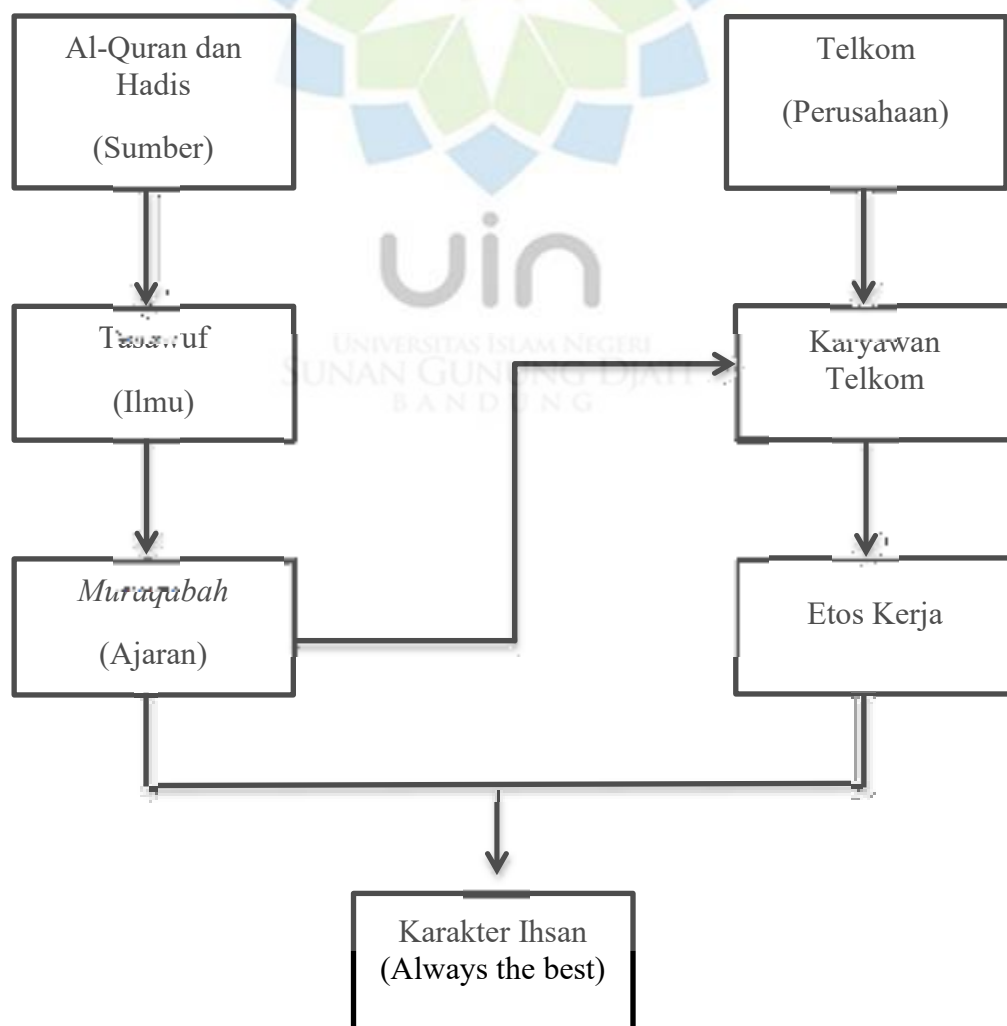 Al-Quran dan
Hadis
(Sumber)
Telkom
(Perusahaan)
uin
UNIVERSITAS ISLAM NEGERI
SUNAN GUNUNG DJATI
BANDUNG
Tasawuf
(Ilmu)
Karyawan
Telkom
Muraqabah
(Ajaran)
Etos Kerja
Karakter Ihsan
(Always the best)